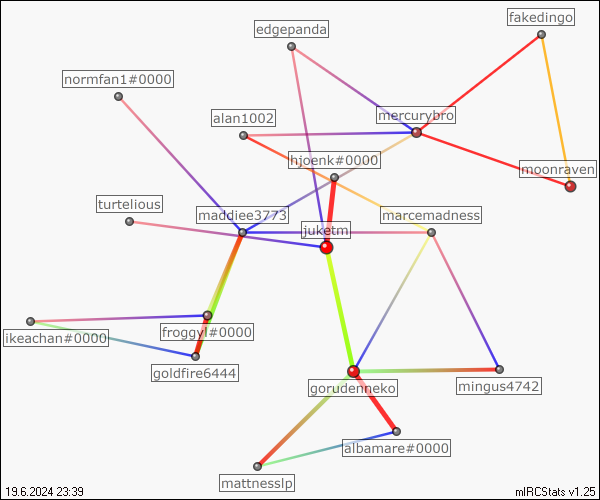 fakedingo
edgepanda
normfan1#0000
alan1002
mercurybro
hjoenk#0000
moonraven
turtelious
maddiee3773
marcemadness
juketm
froggyl#0000
ikeachan#0000
goldfire6444
gorudenneko
mingus4742
albamare#0000
mattnesslp
19.6.2024 23:39
mIRCStats v1.25